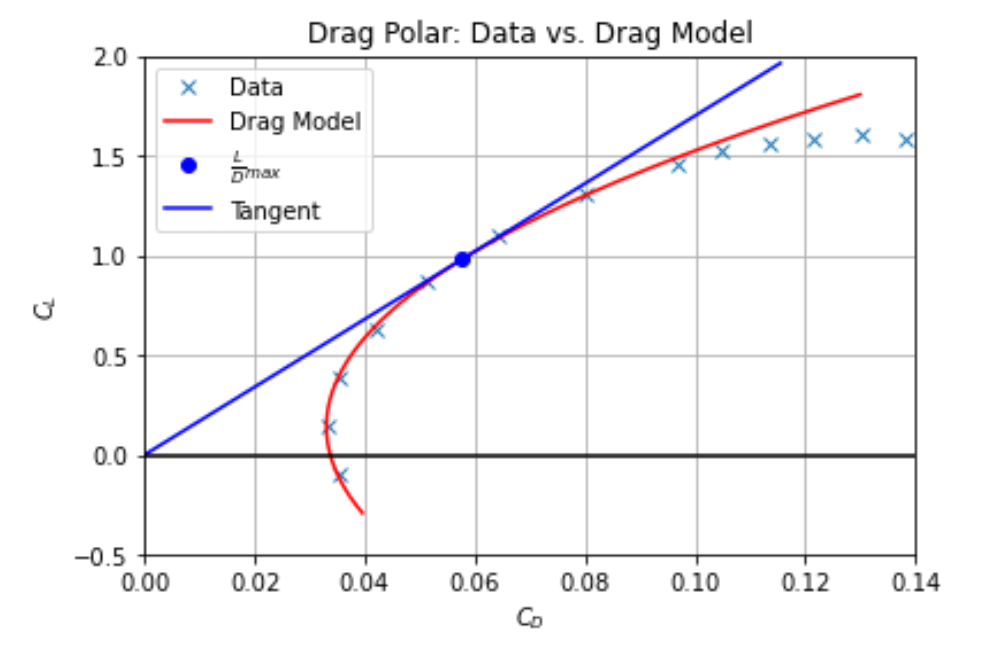 Drag Polar: Data vs. Drag Model
2.0
1.5
1.0
0.5
0.0
−0.5
C_L
Data
Drag Model
L/D max
Tangent
0.00 0.02 0.04 0.06 0.08 0.10 0.12 0.14
C_D